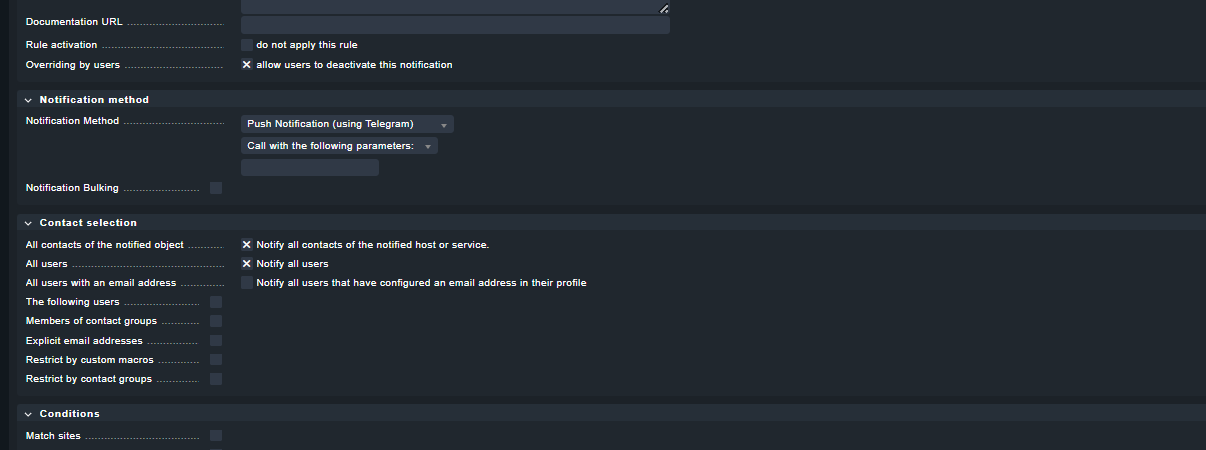 Documentation URL
Rule activation do not apply this rule
Overriding by users allow users to deactivate this notification
Notification method
Notification Method Push Notification (using Telegram)
Call with the following parameters:
Notification Bulking
Contact selection
All contacts of the notified object Notify all contacts of the notified host or service.
All users Notify all users
All users with an email address Notify all users that have configured an email address in their profile
The following users
Members of contact groups
Explicit email addresses
Restrict by custom macros
Restrict by contact groups
Conditions
Match sites